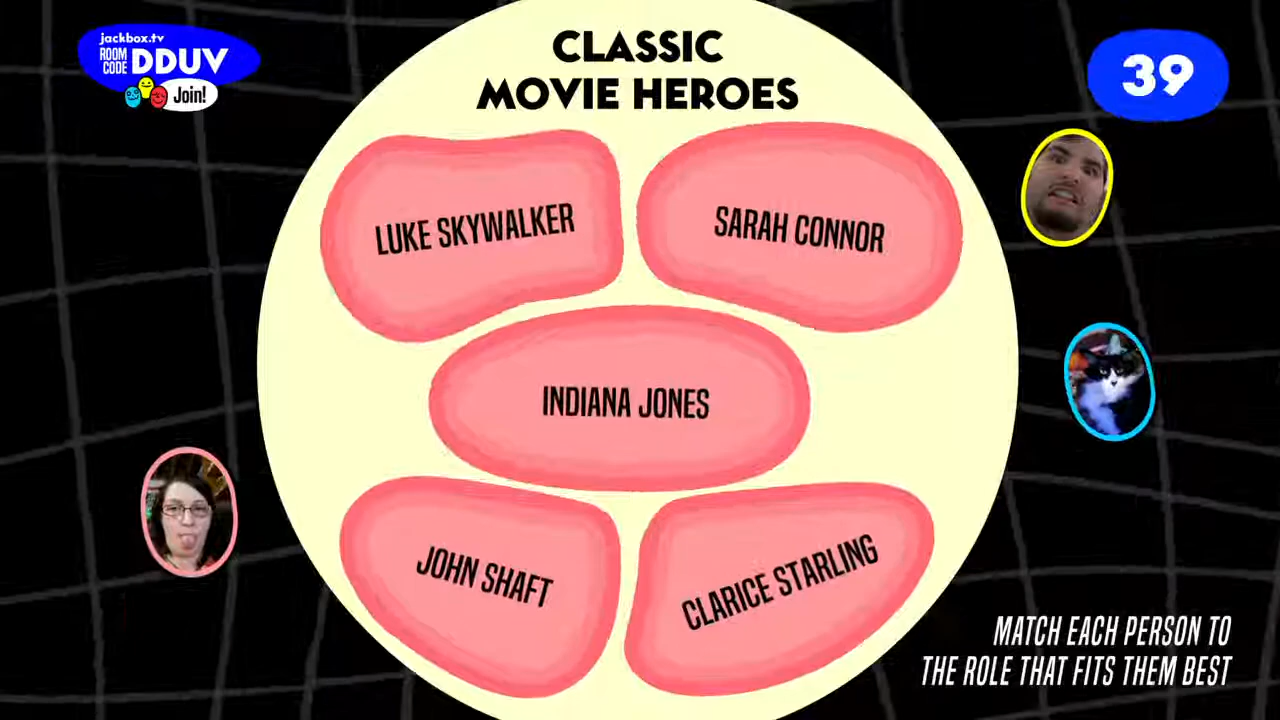 jackbox.tv
ROOM CODE DDUV
Join!
CLASSIC
MOVIE HEROES
39
LUKE SKYWALKER
SARAH CONNOR
INDIANA JONES
JOHN SHAFT
CLARICE STARLING
MATCH EACH PERSON TO
THE ROLE THAT FITS THEM BEST